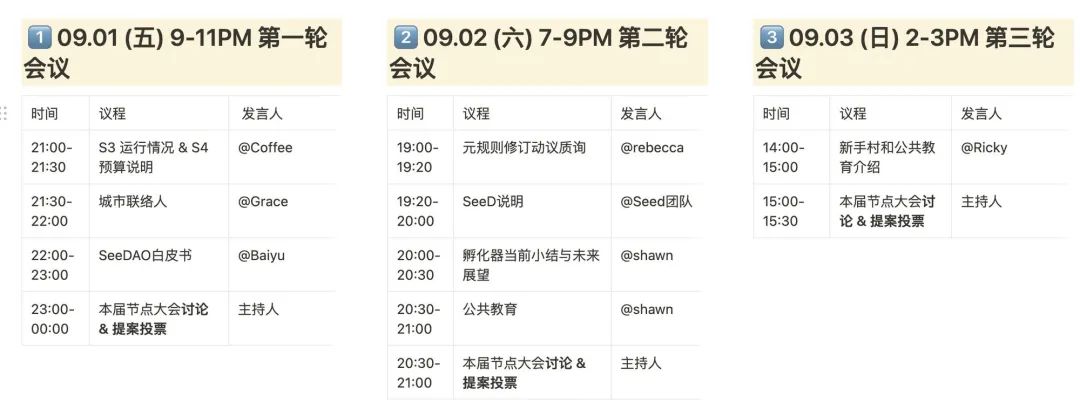 1 09.01 (五) 9-11PM 第一轮
会议
时间 议程 发言人
21:00- S3 运行情况 & S4 @Coffee
21:30 预算说明
21:30- 城市联络人 @Grace
22:00
22:00- SeeDAO白皮书 @Baiyu
23:00
23:00- 本届节点大会讨论 主持人
00:00 & 提案投票
2 09.02 (六) 7-9PM 第二轮
会议
时间 议程 发言人
19:00- 元规则修订动议质询 @rebecca
19:20
19:20- SeeD说明 @Seed团队
20:00
20:00- 孵化器当前小结与未来 @shawn
20:30 展望
20:30- 公共教育 @shawn
21:00
20:30- 本届节点大会讨论 & 主持人
21:00 提案投票
3 09.03 (日) 2-3PM 第三轮
会议
时间 议程 发言人
14:00- 新手村和公共教 @Ricky
15:00 育介绍
15:00- 本届节点大会讨 主持人
15:30 论 & 提案投票